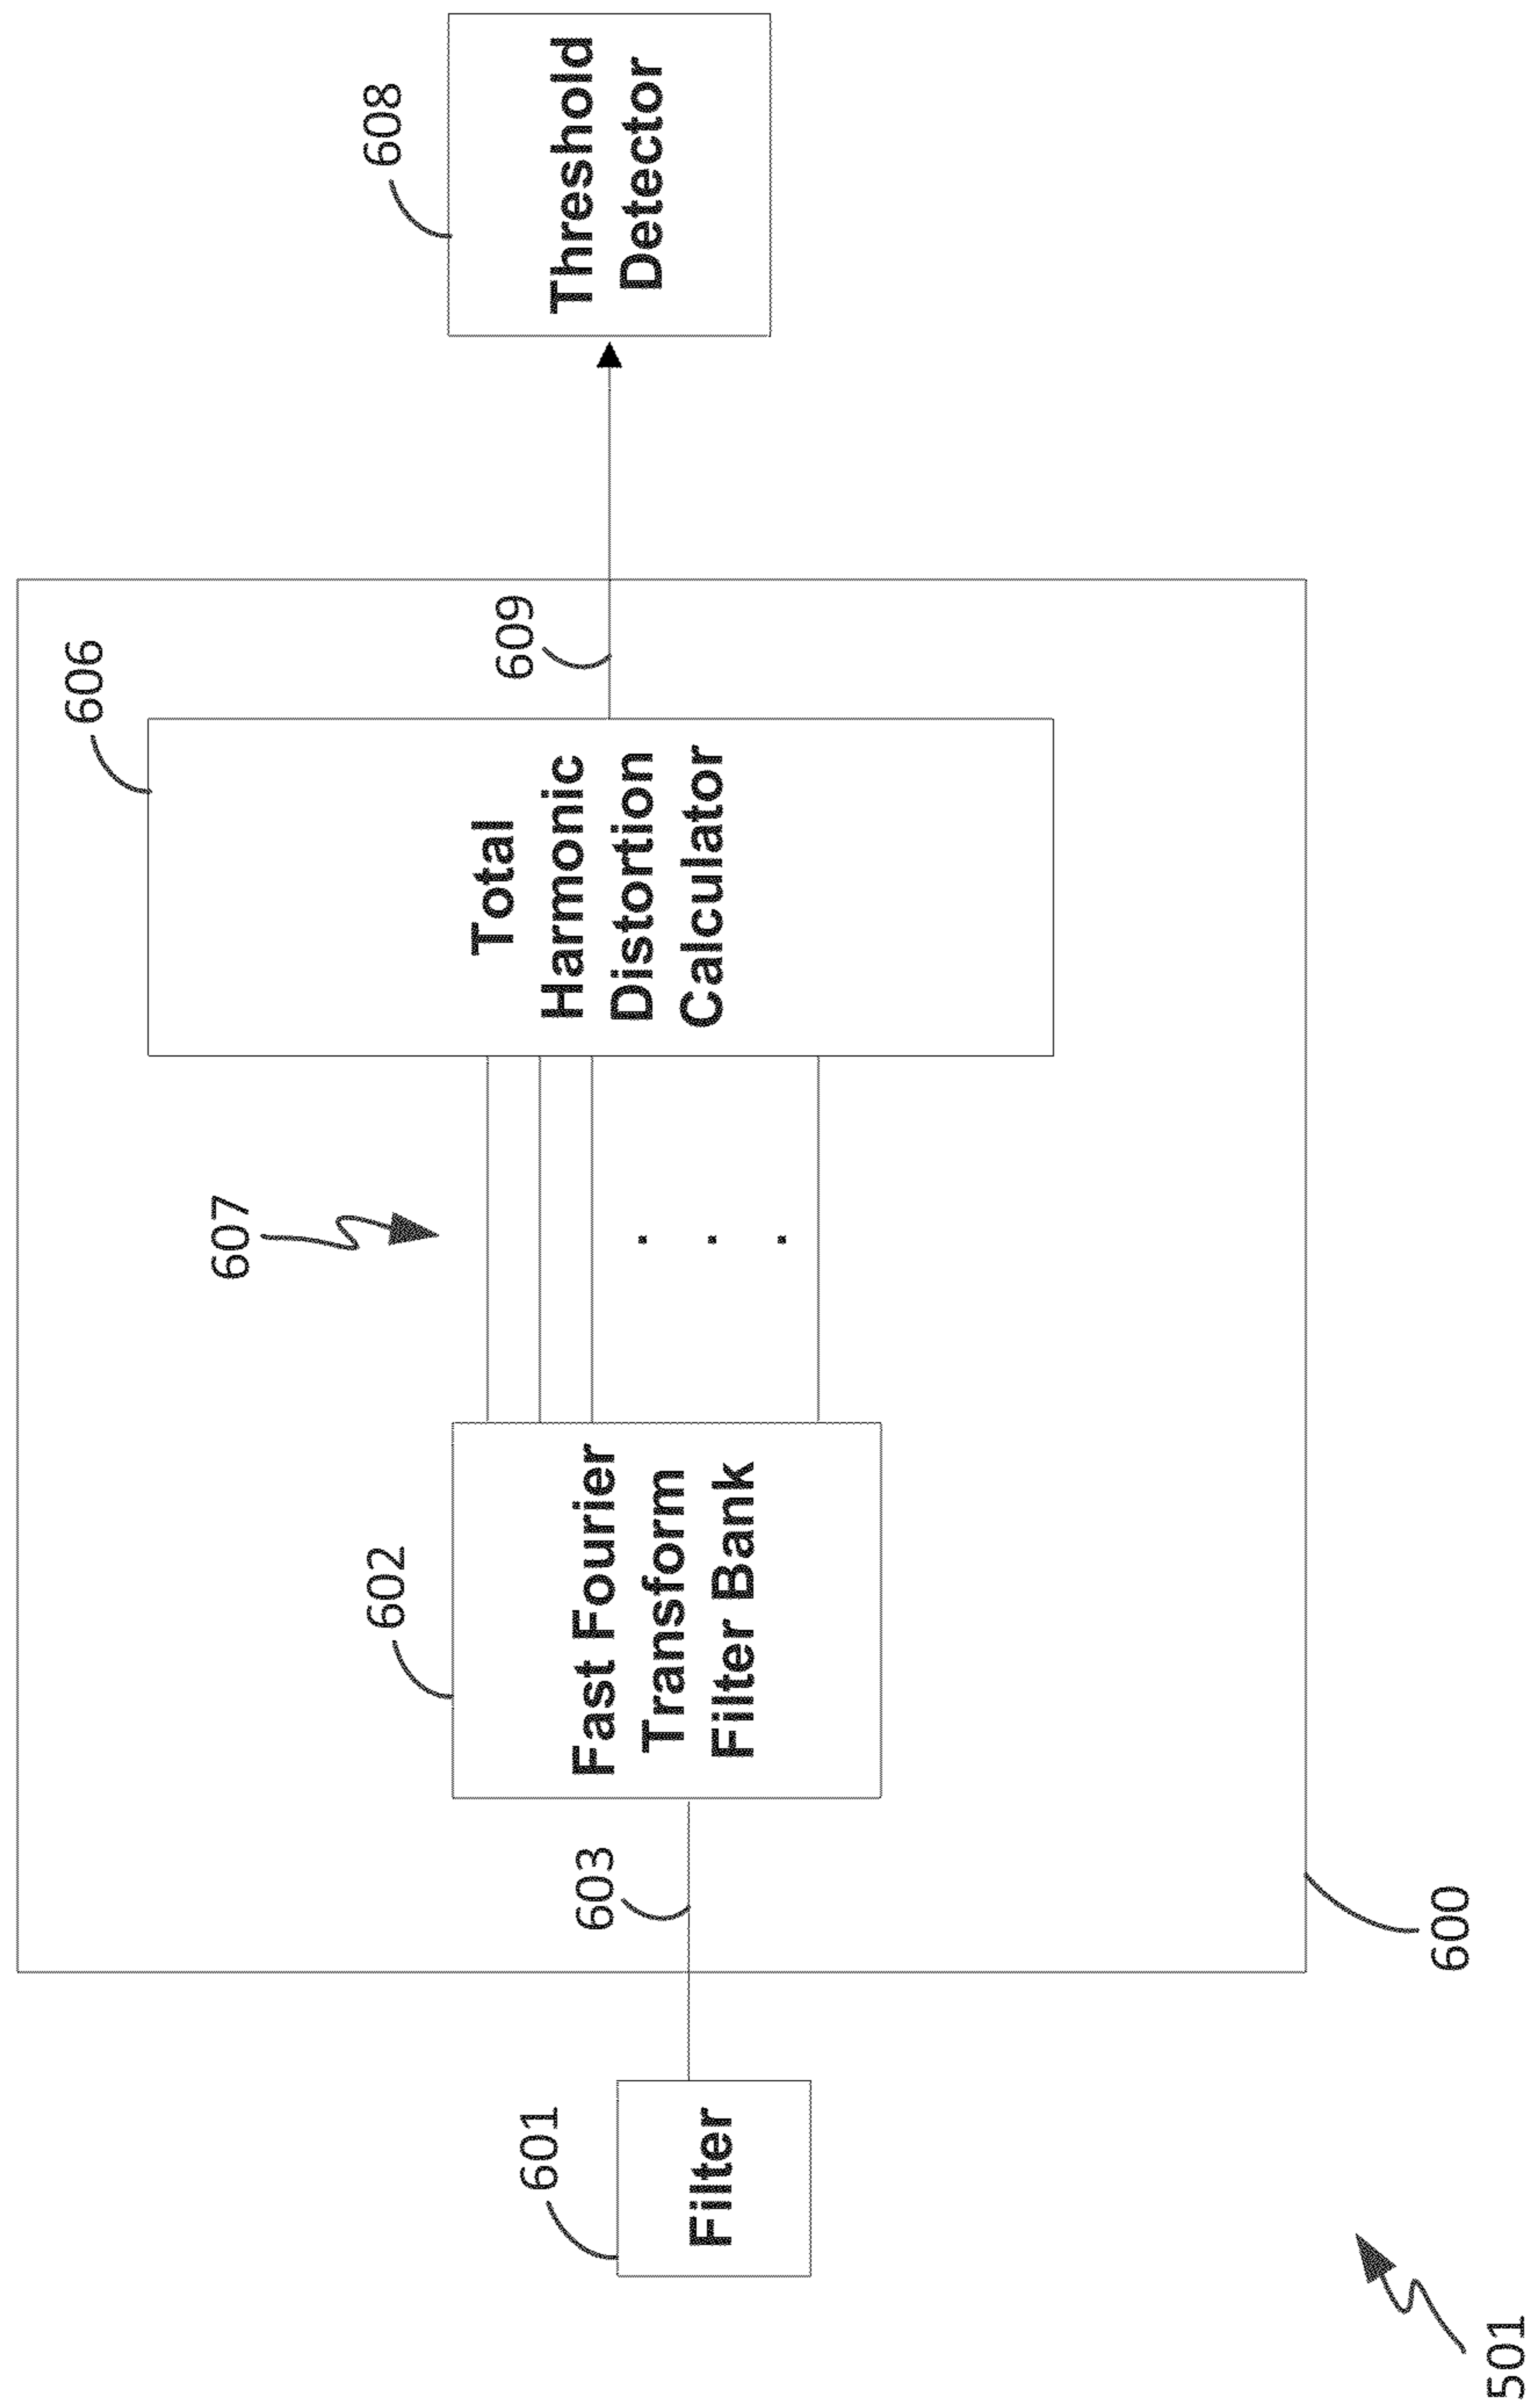 501
601
Filter
600
603
602
Fast Fourier
Transform
Filter Bank
607
.
.
.
606
Total
Harmonic
Distortion
Calculator
609
608
Threshold
Detector